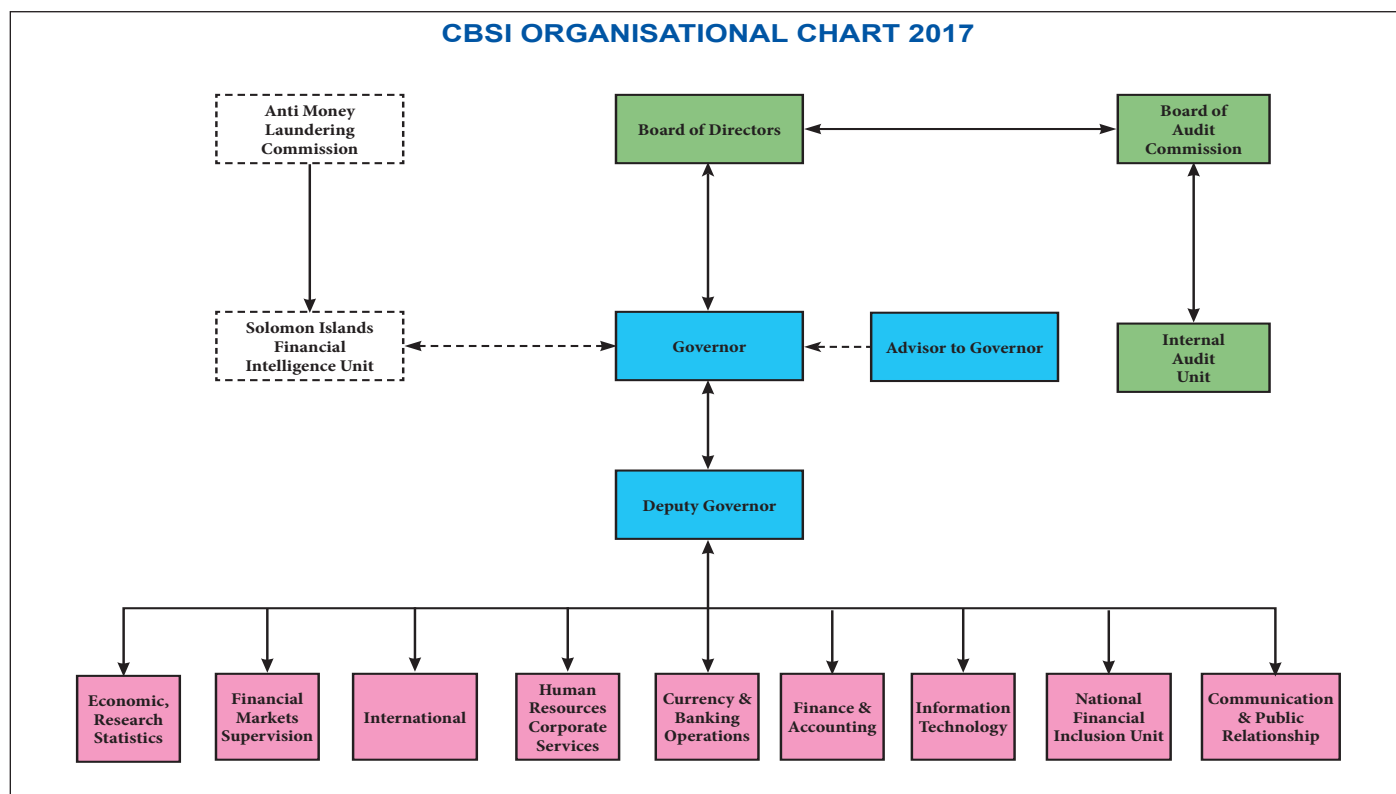 CBSI ORGANISATIONAL CHART 2017
Anti Money
Laundering
Commission
Board of Directors
Board of
Audit
Commission
Solomon Islands
Financial
Intelligence Unit
Governor
Advisor to Governor
Internal
Audit
Unit
Deputy Governor
Economic,
Research
Statistics
Financial
Markets
Supervision
International
Human
Resources
Corporate
Services
Currency &
Banking
Operations
Finance &
Accounting
Information
Technology
National
Financial
Inclusion Unit
Communication
& Public
Relationship